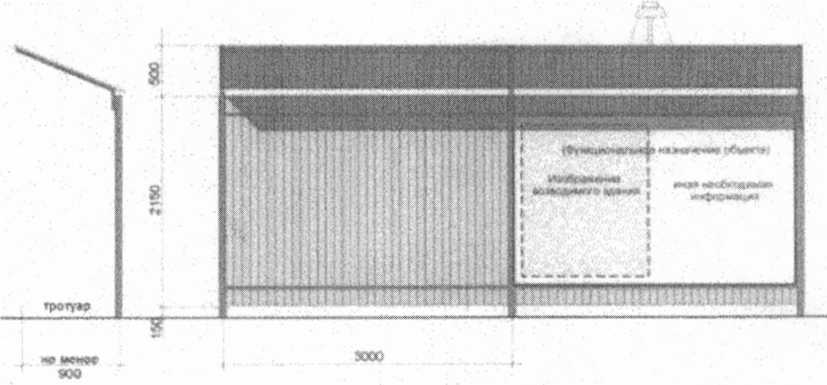 500
(Функциональное назначение объекта)
Изображение
возводимого здания
иная необходимая
информация
2150
тротуар
150
не менее
900
3000